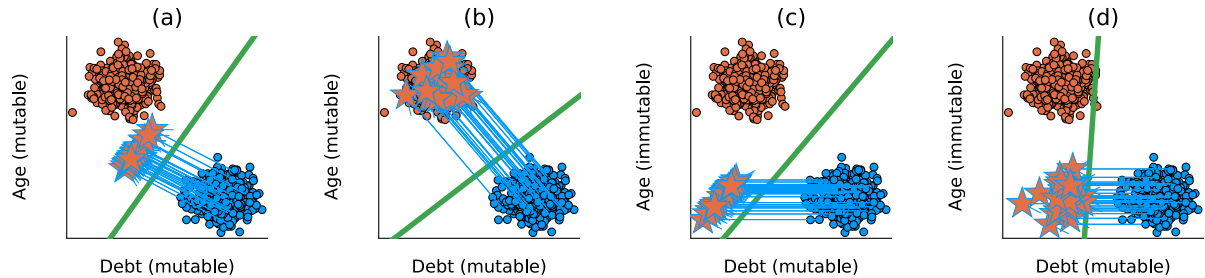 (a)
(b)
(c)
(d)
Age (mutable)
Age (mutable)
Age (immutable)
Age (immutable)
Debt (mutable)
Debt (mutable)
Debt (mutable)
Debt (mutable)